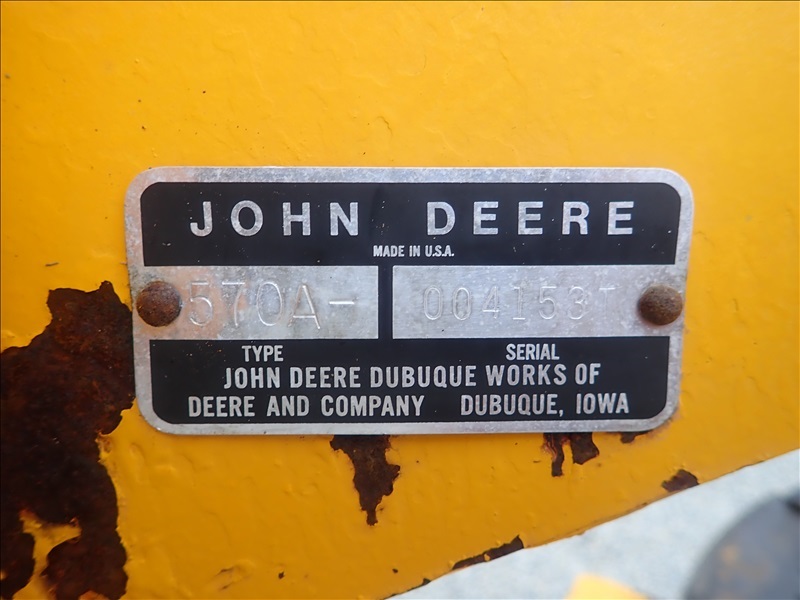 JOHN DEERE
MADE IN U.S.A.
570A- 004153T
TYPE SERIAL
JOHN DEERE DUBUQUE WORKS OF
DEERE AND COMPANY DUBUQUE, IOWA